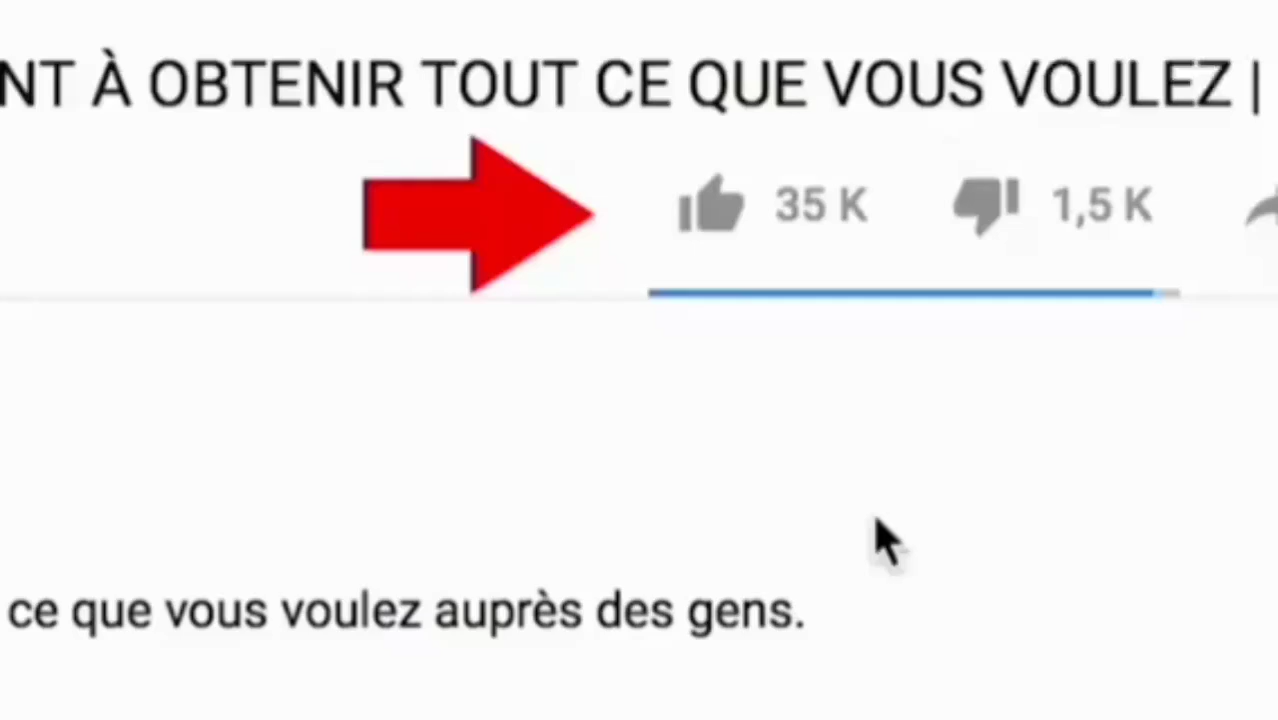 NT À OBTENIR TOUT CE QUE VOUS VOULEZ |
35 K 1,5 K
ce que vous voulez auprès des gens.